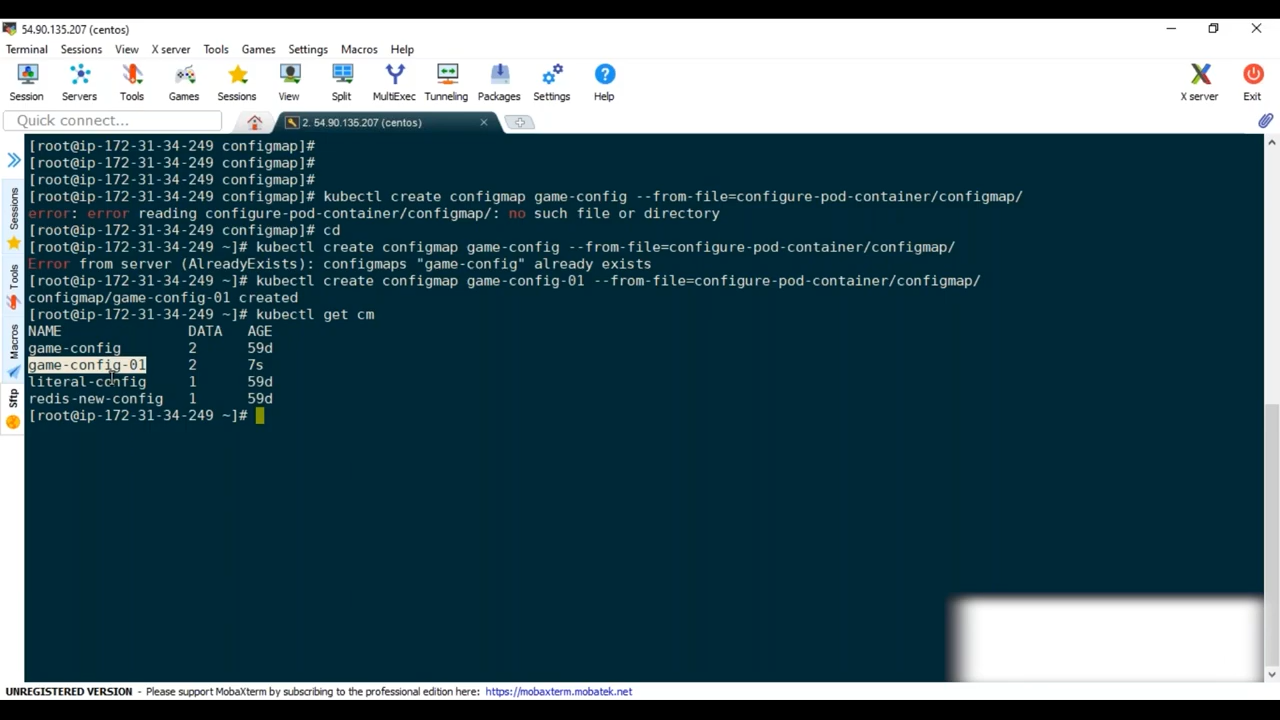 54.90.135.207 (centos)
Terminal Sessions View X server Tools Games Settings Macros Help
Session Servers Tools Games Sessions View Split MultiExec Tunneling Packages Settings Help X server Exit
Quick connect...
2. 54.90.135.207 (centos)
Sessions
Tools
Macros
Sftp
[root@ip-172-31-34-249 configmap]#
[root@ip-172-31-34-249 configmap]#
[root@ip-172-31-34-249 configmap]#
[root@ip-172-31-34-249 configmap]# kubectl create configmap game-config --from-file=configure-pod-container/configmap/
error: error reading configure-pod-container/configmap/: no such file or directory
[root@ip-172-31-34-249 configmap]# cd
[root@ip-172-31-34-249 ~]# kubectl create configmap game-config --from-file=configure-pod-container/configmap/
Error from server (AlreadyExists): configmaps "game-config" already exists
[root@ip-172-31-34-249 ~]# kubectl create configmap game-config-01 --from-file=configure-pod-container/configmap/
configmap/game-config-01 created
[root@ip-172-31-34-249 ~]# kubectl get cm
NAME DATA AGE
game-config 2 59d
game-config-01 2 7s
literal-config 1 59d
redis-new-config 1 59d
[root@ip-172-31-34-249 ~]#
UNREGISTERED VERSION - Please support MobaXterm by subscribing to the professional edition here: https://mobaxterm.mobatek.net